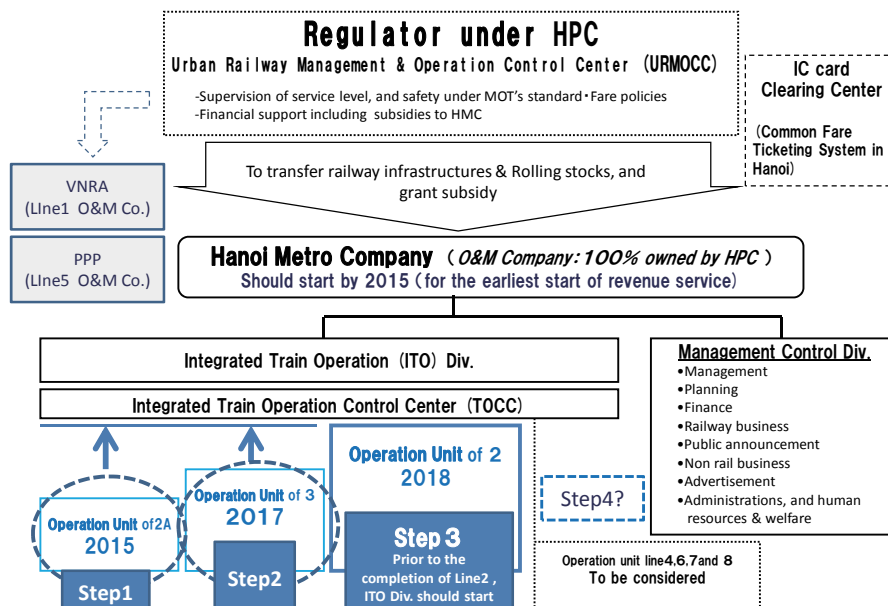 Regulator under HPC
Urban Railway Management & Operation Control Center (URMOCC)
-Supervision of service level, and safety under MOT's standard・Fare policies
-Financial support including subsidies to HMC
IC card
Clearing Center
(Common Fare
Ticketing System in
Hanoi)
To transfer railway infrastructures & Rolling stocks, and
grant subsidy
VNRA
(LIne1 O&M Co.)
PPP
(LIne5 O&M Co.)
Hanoi Metro Company ( O&M Company: 100% owned by HPC )
Should start by 2015 (for the earliest start of revenue service)
Integrated Train Operation (ITO) Div.
Integrated Train Operation Control Center (TOCC)
Management Control Div.
•Management
•Planning
•Finance
•Railway business
•Public announcement
•Non rail business
•Advertisement
•Administrations, and human
resources & welfare
Operation Unit of2A
2015
Step1
Operation Unit of 3
2017
Step2
Operation Unit of 2
2018
Step 3
Prior to the
completion of Line2 ,
ITO Div. should start
Step4?
Operation unit line4,6,7and 8
To be considered